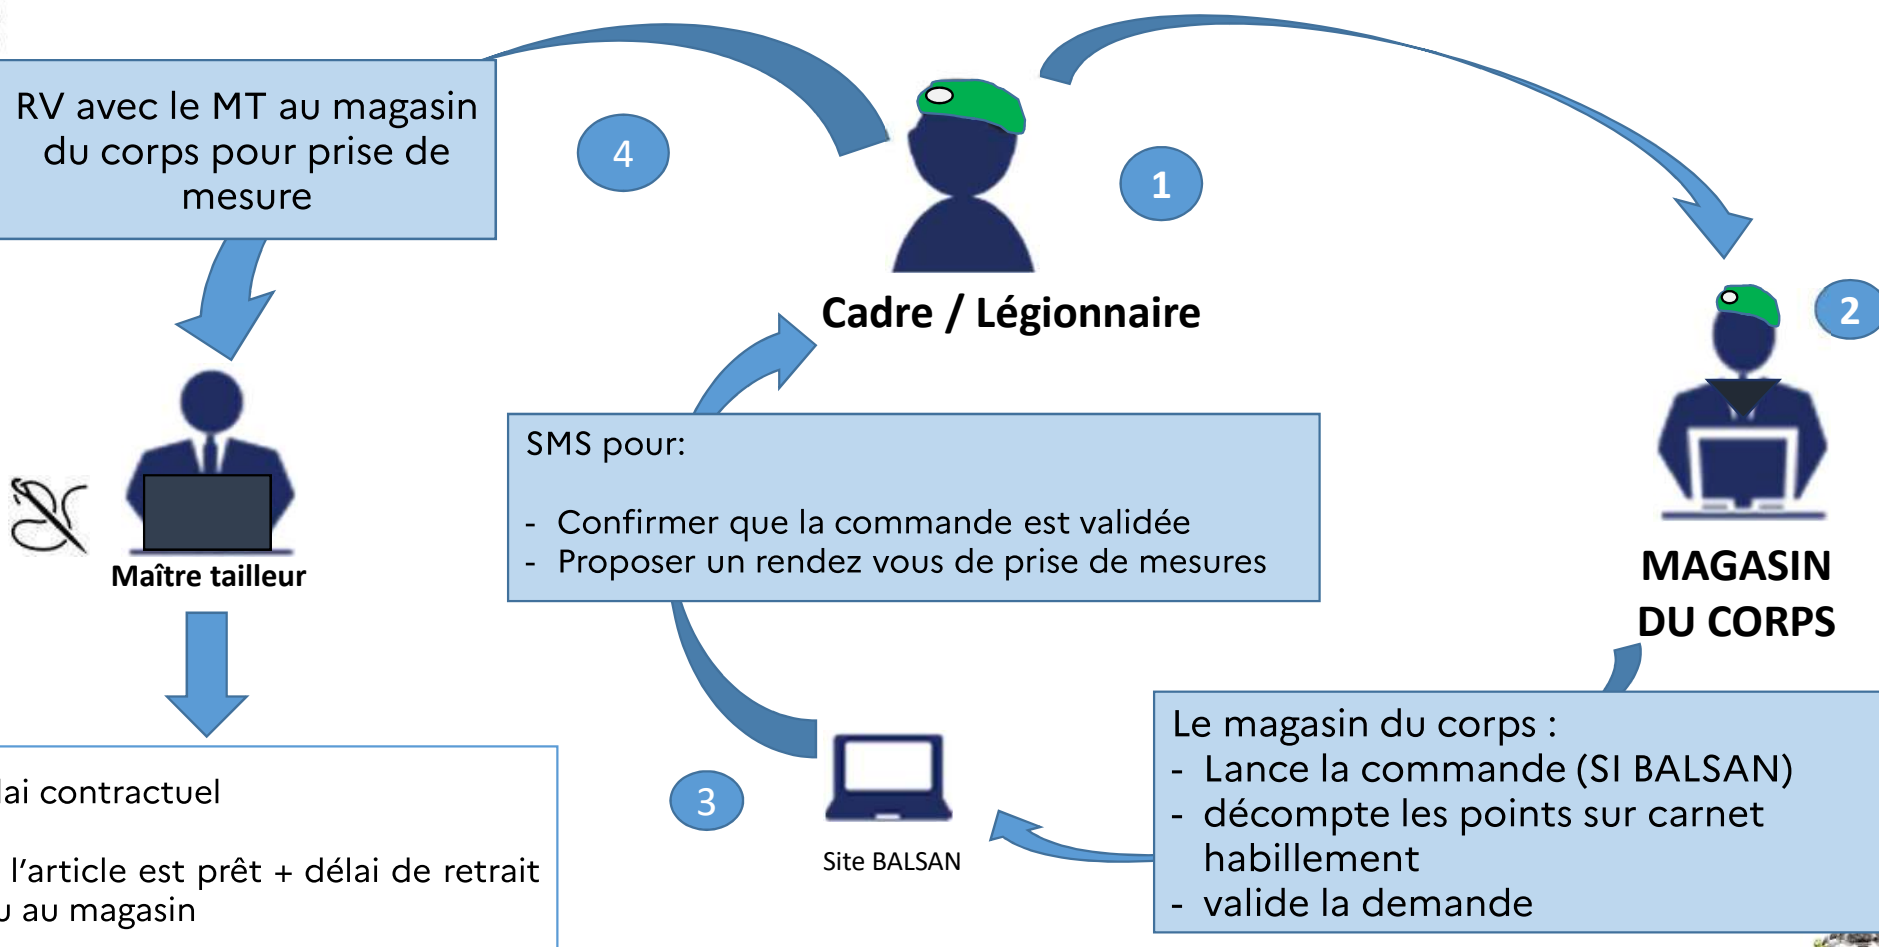 RV avec le MT au magasin
du corps pour prise de
mesure
4
1
Cadre / Légionnaire
2
SMS pour:
- Confirmer que la commande est validée
- Proposer un rendez vous de prise de mesures
Maître tailleur
MAGASIN
DU CORPS
3
Site BALSAN
Le magasin du corps :
- Lance la commande (SI BALSAN)
- décompte les points sur carnet
habillement
- valide la demande
contractuel
l'article est prêt + délai de retrait
au magasin